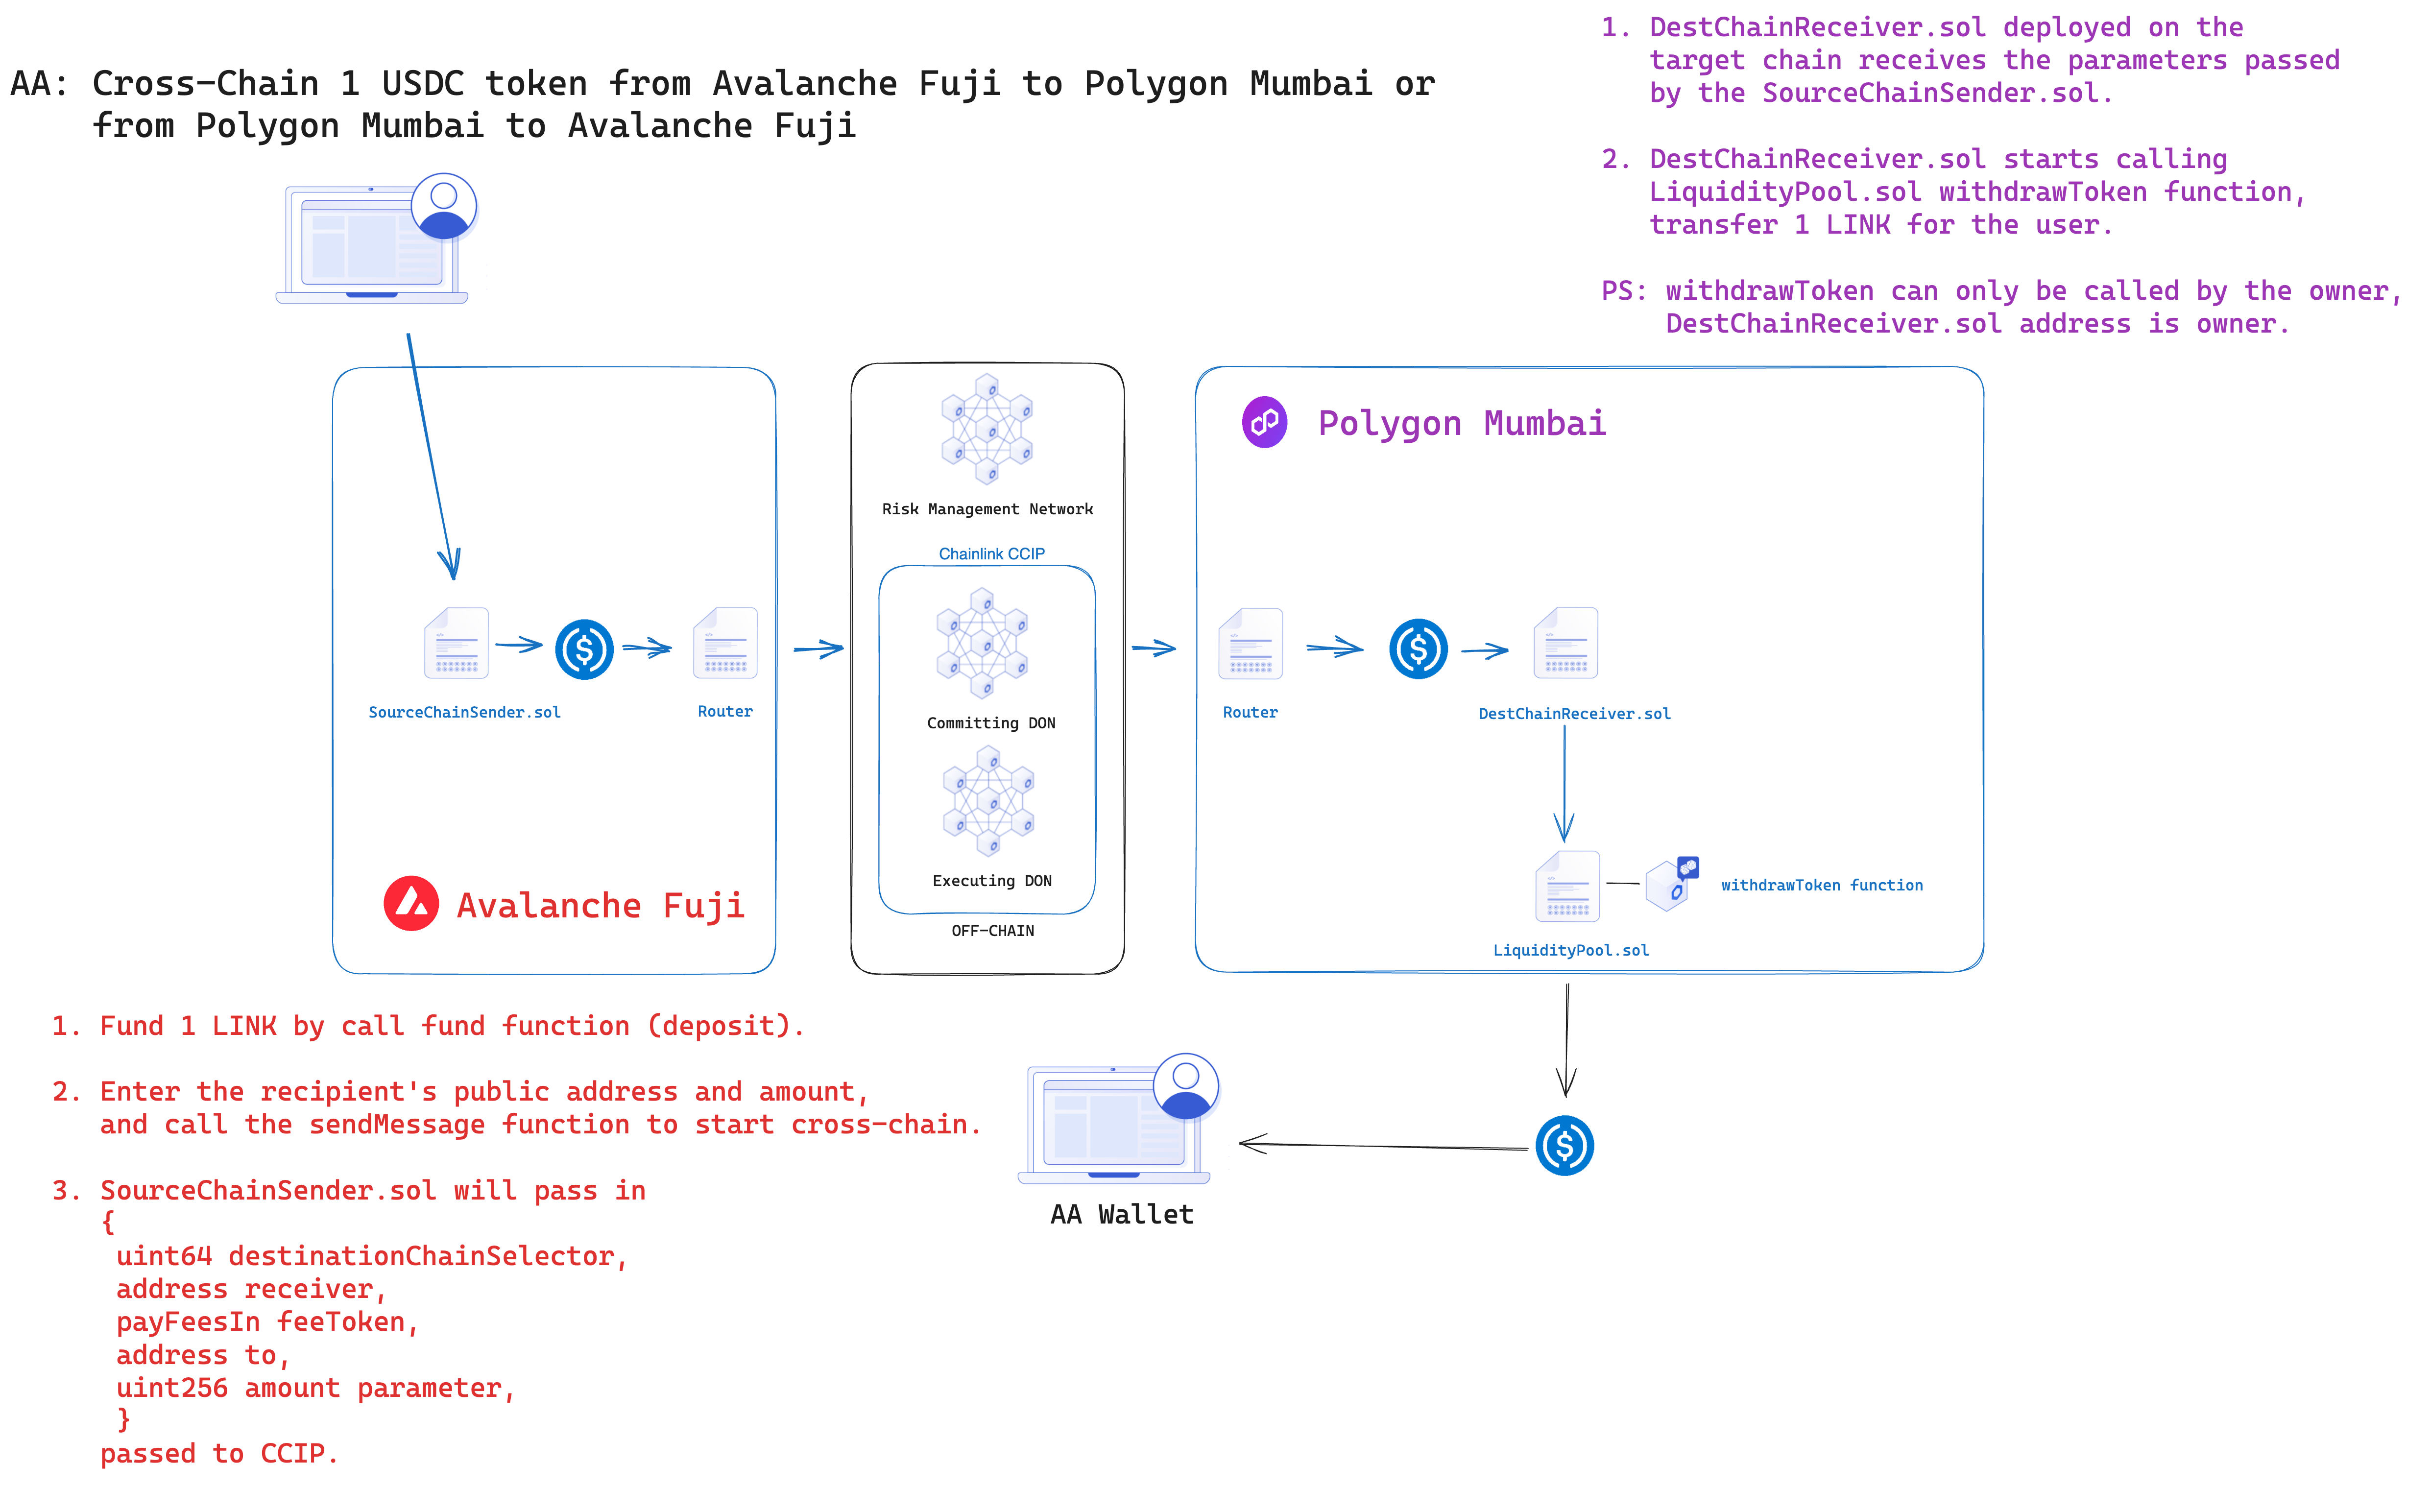 AA: Cross-Chain 1 USDC token from Avalanche Fuji to Polygon Mumbai or
from Polygon Mumbai to Avalanche Fuji
1. DestChainReceiver.sol deployed on the
target chain receives the parameters passed
by the SourceChainSender.sol.
2. DestChainReceiver.sol starts calling
LiquidityPool.sol withdrawToken function,
transfer 1 LINK for the user.
PS: withdrawToken can only be called by the owner,
DestChainReceiver.sol address is owner.
SourceChainSender.sol
Router
Avalanche Fuji
Risk Management Network
Chainlink CCIP
Committing DON
Executing DON
OFF-CHAIN
Polygon Mumbai
Router
DestChainReceiver.sol
withdrawToken function
LiquidityPool.sol
1. Fund 1 LINK by call fund function (deposit).
2. Enter the recipient's public address and amount,
and call the sendMessage function to start cross-chain.
3. SourceChainSender.sol will pass in
{
uint64 destinationChainSelector,
address receiver,
payFeesIn feeToken,
address to,
uint256 amount parameter,
}
passed to CCIP.
AA Wallet